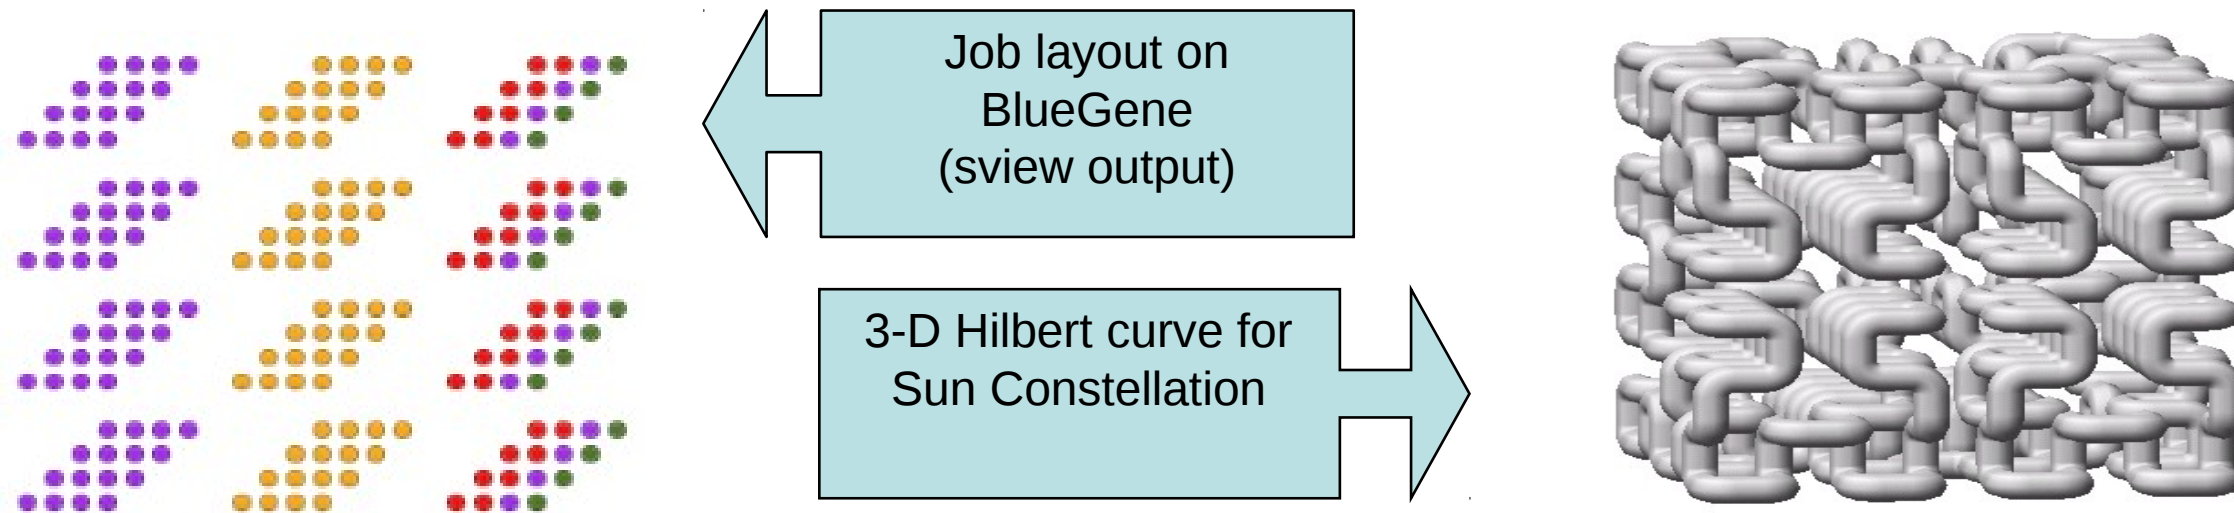 Job layout on
BlueGene
(sview output)
3-D Hilbert curve for
Sun Constellation